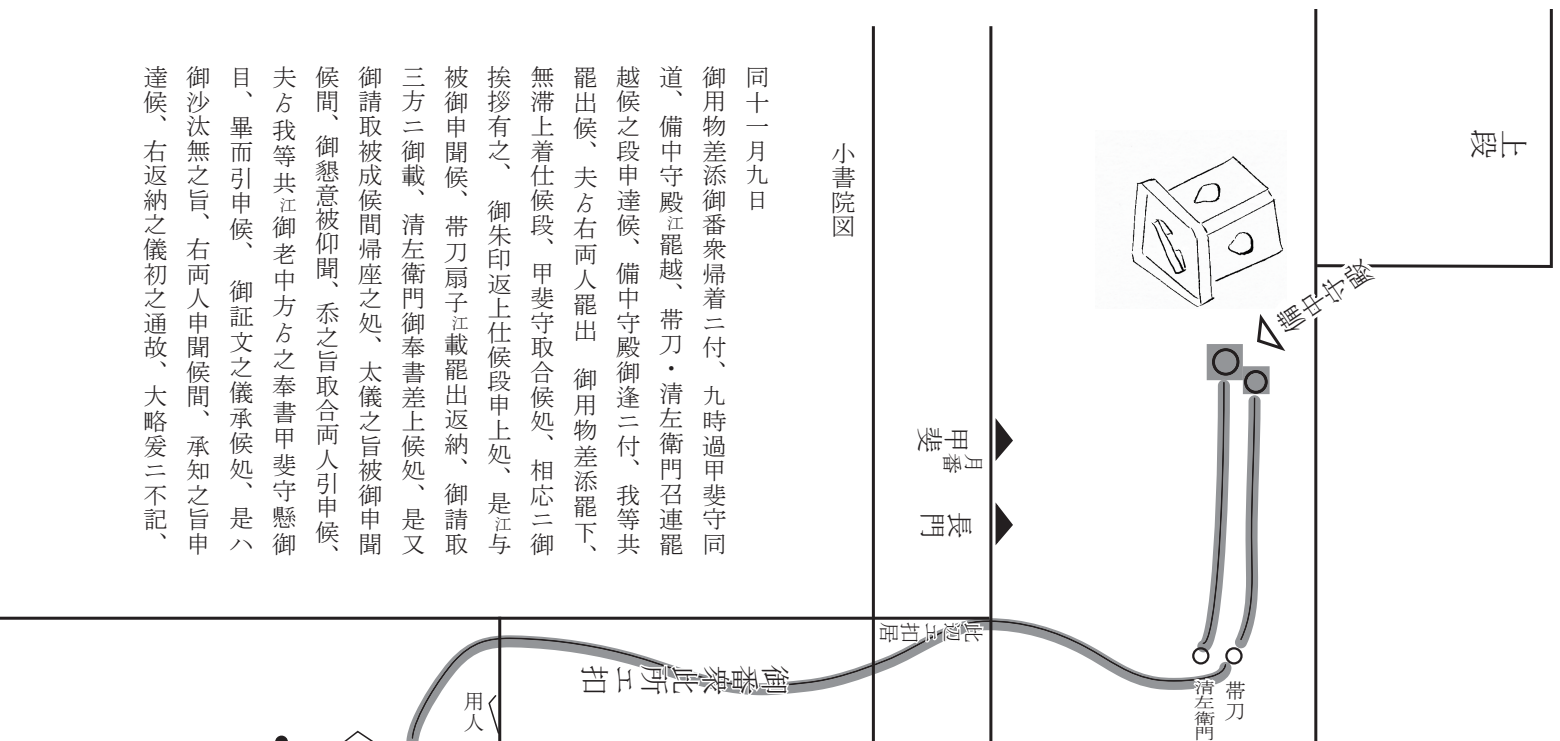 上段
備中守殿
甲斐
月番
長門
此辺エ扣居
帯刀
清左衛門
御番衆此所エ扣
用人
小書院図
同十一月九日
御用物差添御番衆帰着ニ付、九時過甲斐守同
道、備中守殿江罷越、帯刀・清左衛門召連罷
越候之段申達候、備中守殿御逢ニ付、我等共
罷出候、夫ゟ右両人罷出　御用物差添罷下、
無滞上着仕候段、甲斐守取合候処、相応ニ御
挨拶有之、御朱印返上仕候段申上処、是江与
被御申聞候、帯刀扇子江載罷出返納、御請取
三方ニ御載、清左衛門御奉書差上候処、是又
御請取被成候間帰座之処、太儀之旨被御申聞
候間、御懇意被仰聞、忝之旨取合両人引申候、
夫ゟ我等共江御老中方ゟ之奉書甲斐守懸御
目、畢而引申候、　御証文之儀承候処、是ハ
御沙汰無之旨、右両人申聞候間、承知之旨申
達候、右返納之儀初之通故、大略爰ニ不記、